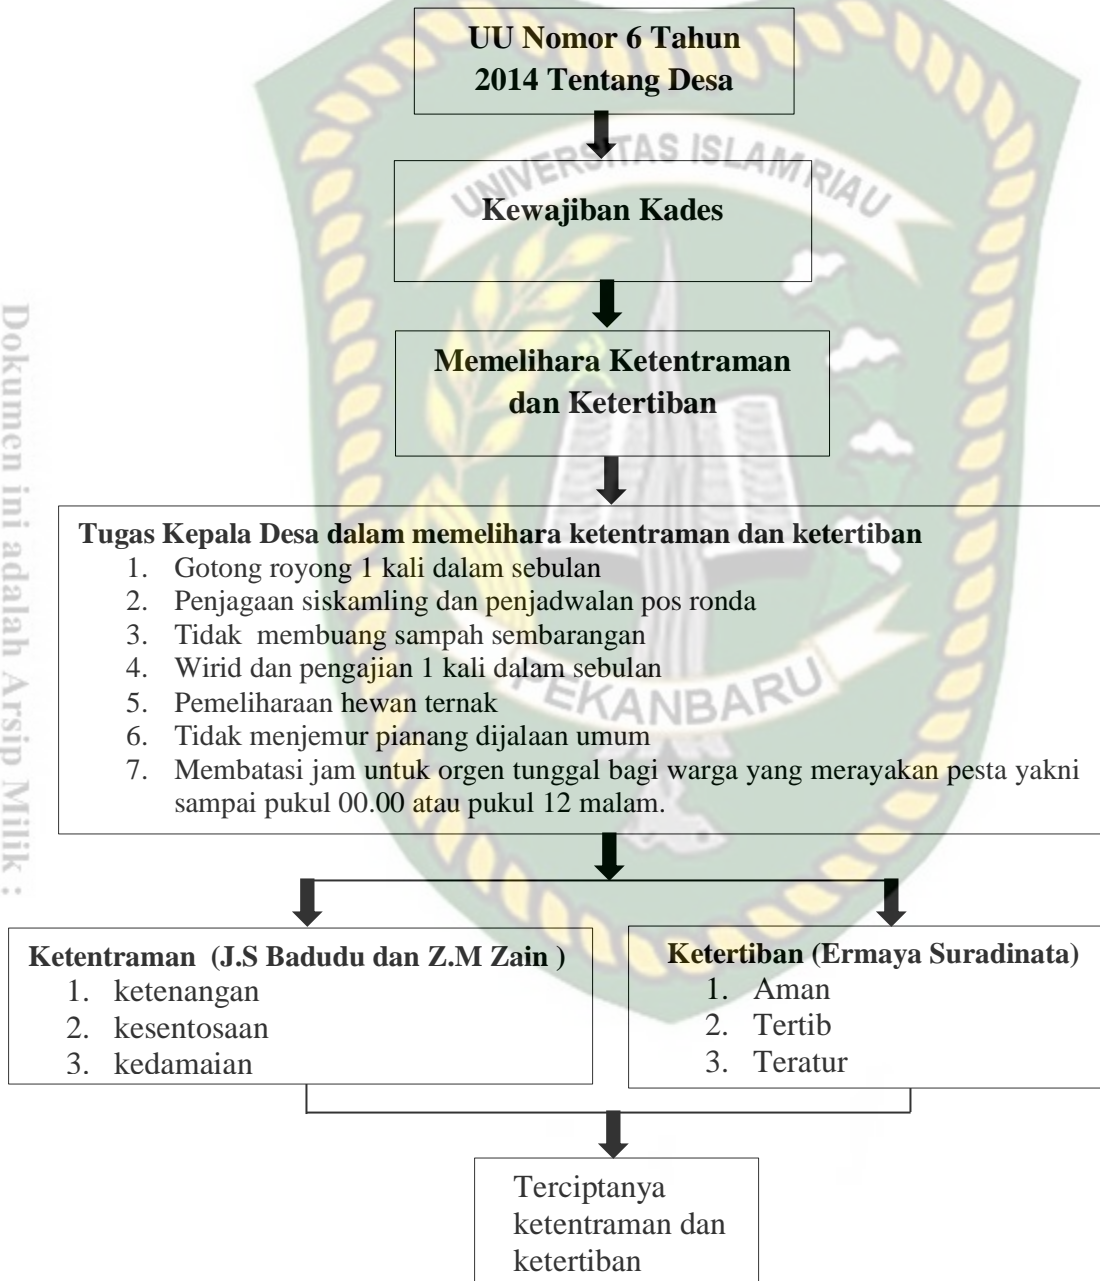 UU Nomor 6 Tahun
2014 Tentang Desa
UNIVERSITAS ISLAM RIAU
Kewajiban Kades
Memelihara Ketentraman
dan Ketertiban
Tugas Kepala Desa dalam memelihara ketentraman dan ketertiban
1. Gotong royong 1 kali dalam sebulan
2. Penjagaan siskamling dan penjadwalan pos ronda
3. Tidak membuang sampah sembarangan
4. Wirid dan pengajian 1 kali dalam sebulan
5. Pemeliharaan hewan ternak
6. Tidak menjemur pianang dijalaan umum
7. Membatasi jam untuk orgen tunggal bagi warga yang merayakan pesta yakni
sampai pukul 00.00 atau pukul 12 malam.
PEKANBARU
Ketentraman (J.S Badudu dan Z.M Zain )
1. ketenangan
2. kesentosaan
3. kedamaian
Ketertiban (Ermaya Suradinata)
1. Aman
2. Tertib
3. Teratur
Terciptanya
ketentraman dan
ketertiban
Dokumen ini adalah Arsip Milik :